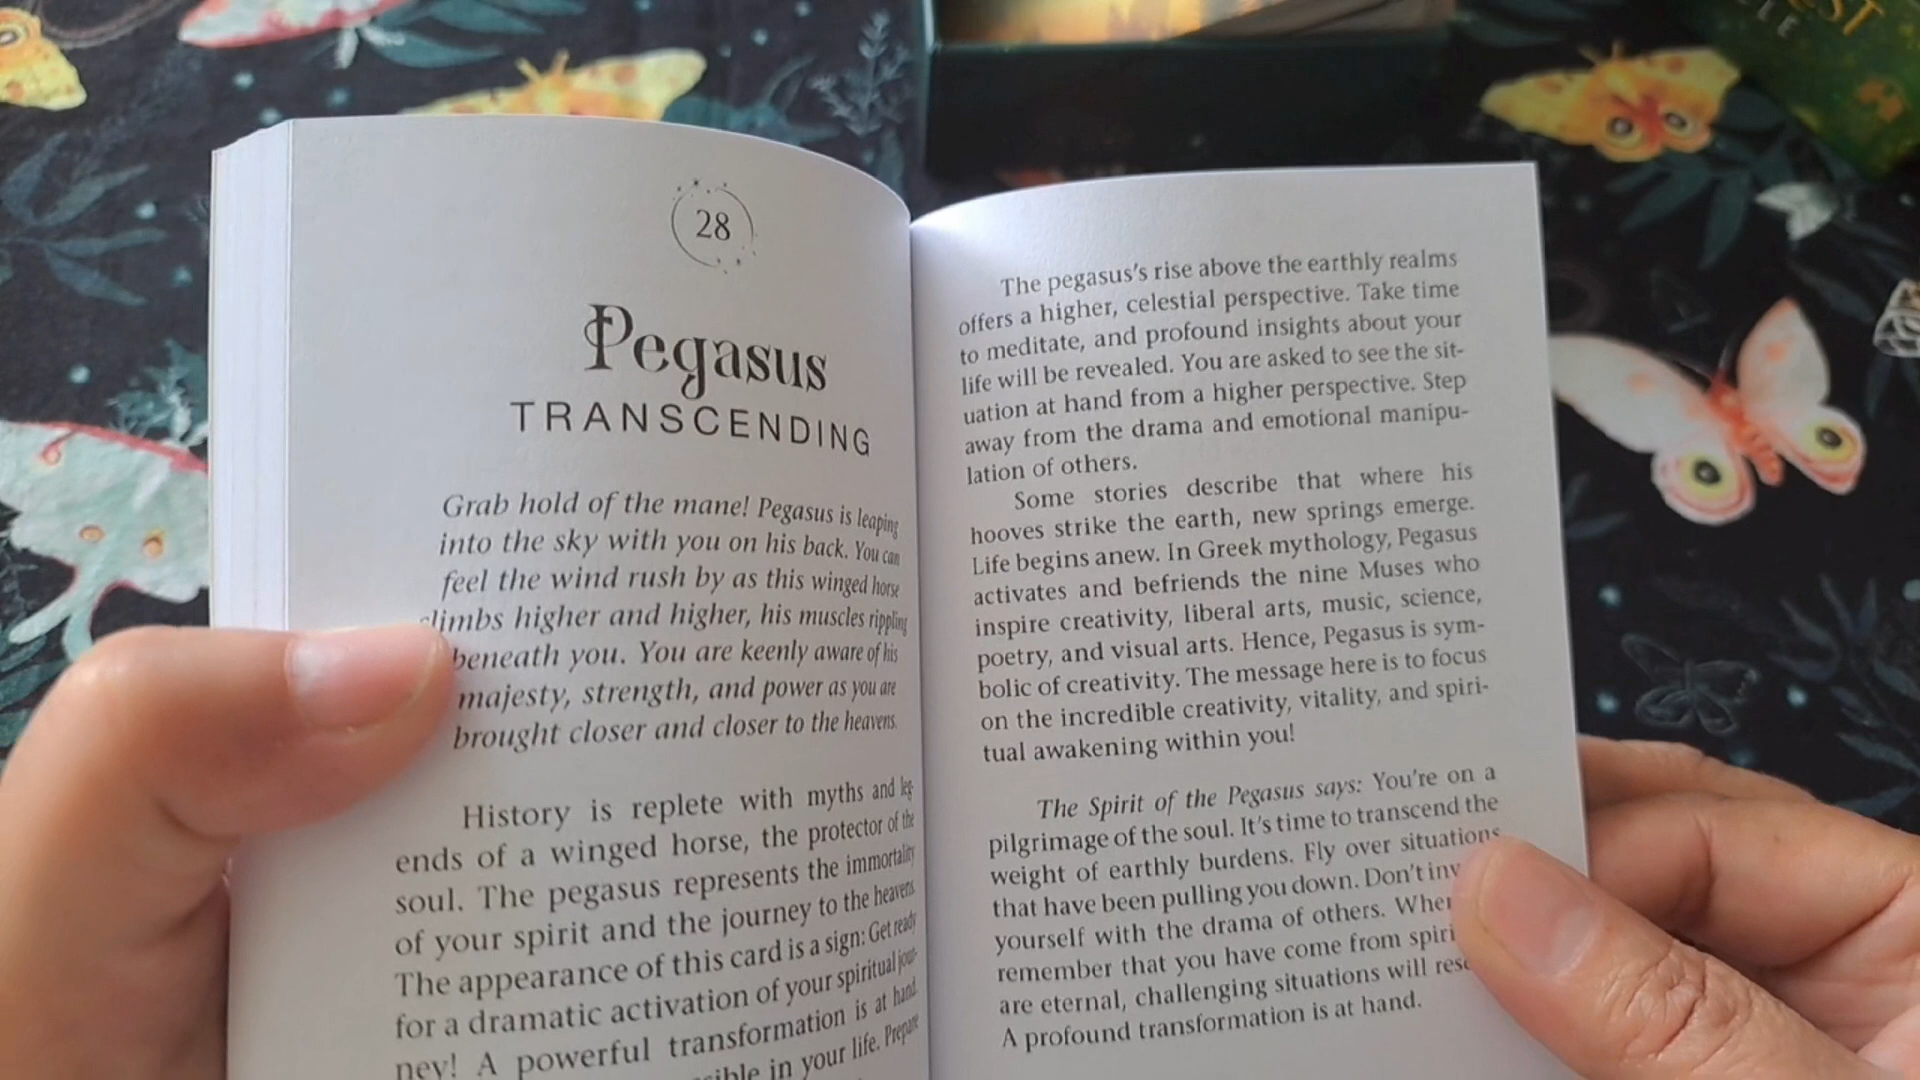 28
Pegasus
TRANSCENDING
Grab hold of the mane! Pegasus is leaping
into the sky with you on his back. You can
feel the wind rush by as this winged horse
limbs higher and higher, his muscles rippling
beneath you. You are keenly aware of his
majesty, strength, and power as you are
brought closer and closer to the heavens.
History is replete with myths and leg-
ends of a winged horse, the protector of the
soul. The pegasus represents the immortality
of your spirit and the journey to the heavens.
The appearance of this card is a sign: Get ready
for a dramatic activation of your spiritual jour-
ney! A powerful transformation is at hand.
in your life. Prepare
The pegasus's rise above the earthly realms
offers a higher, celestial perspective. Take time
to meditate, and profound insights about your
life will be revealed. You are asked to see the sit-
uation at hand from a higher perspective. Step
away from the drama and emotional manipu-
lation of others.
Some stories describe that where his
hooves strike the earth, new springs emerge.
Life begins anew. In Greek mythology, Pegasus
activates and befriends the nine Muses who
inspire creativity, liberal arts, music, science,
poetry, and visual arts. Hence, Pegasus is sym-
bolic of creativity. The message here is to focus
on the incredible creativity, vitality, and spiri-
tual awakening within you!
The Spirit of the Pegasus says: You're on a
pilgrimage of the soul. It's time to transcend the
weight of earthly burdens. Fly over situations
that have been pulling you down. Don't inv
yourself with the drama of others. When
remember that you have come from spiri
are eternal, challenging situations will reso
A profound transformation is at hand.